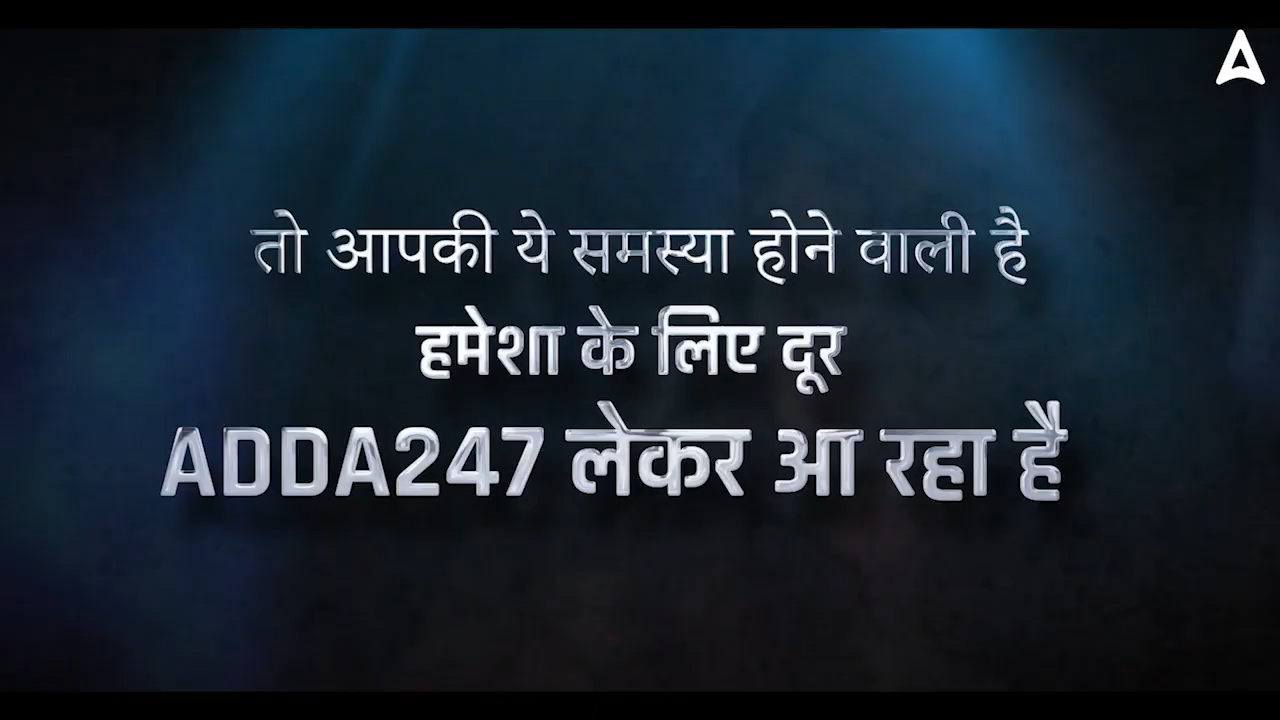 तो आपकी ये समस्या होने वाली है
हमेशा के लिए दूर
ADDA247 लेकर आ रहा है